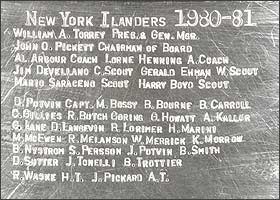 New York Ilanders 1980-81
William A. Torrey Pres. & Gen. Mgr.
John O. Pickett Chairman of Board
Al Arbour Coach Lorne Henning A. Coach
Jim Devellano C. Scout Gerald Ehman W. Scout
Mario Saraceno Scout Harry Boyd Scout
D. Potvin Capt. M. Bossy B. Bourne B. Carroll
C. Gillies R. Butch Goring G. Howatt A. Kallur
G. Lane D. Langevin R. Lorimer H. Marini
M. McEwen R. Melanson W. Merrick K. Morrow
B. Nystrom S. Persson J. Potvin B. Smith
D. Sutter J. Tonelli B. Trottier
R. Waske H.T. J. Pickard A.T.